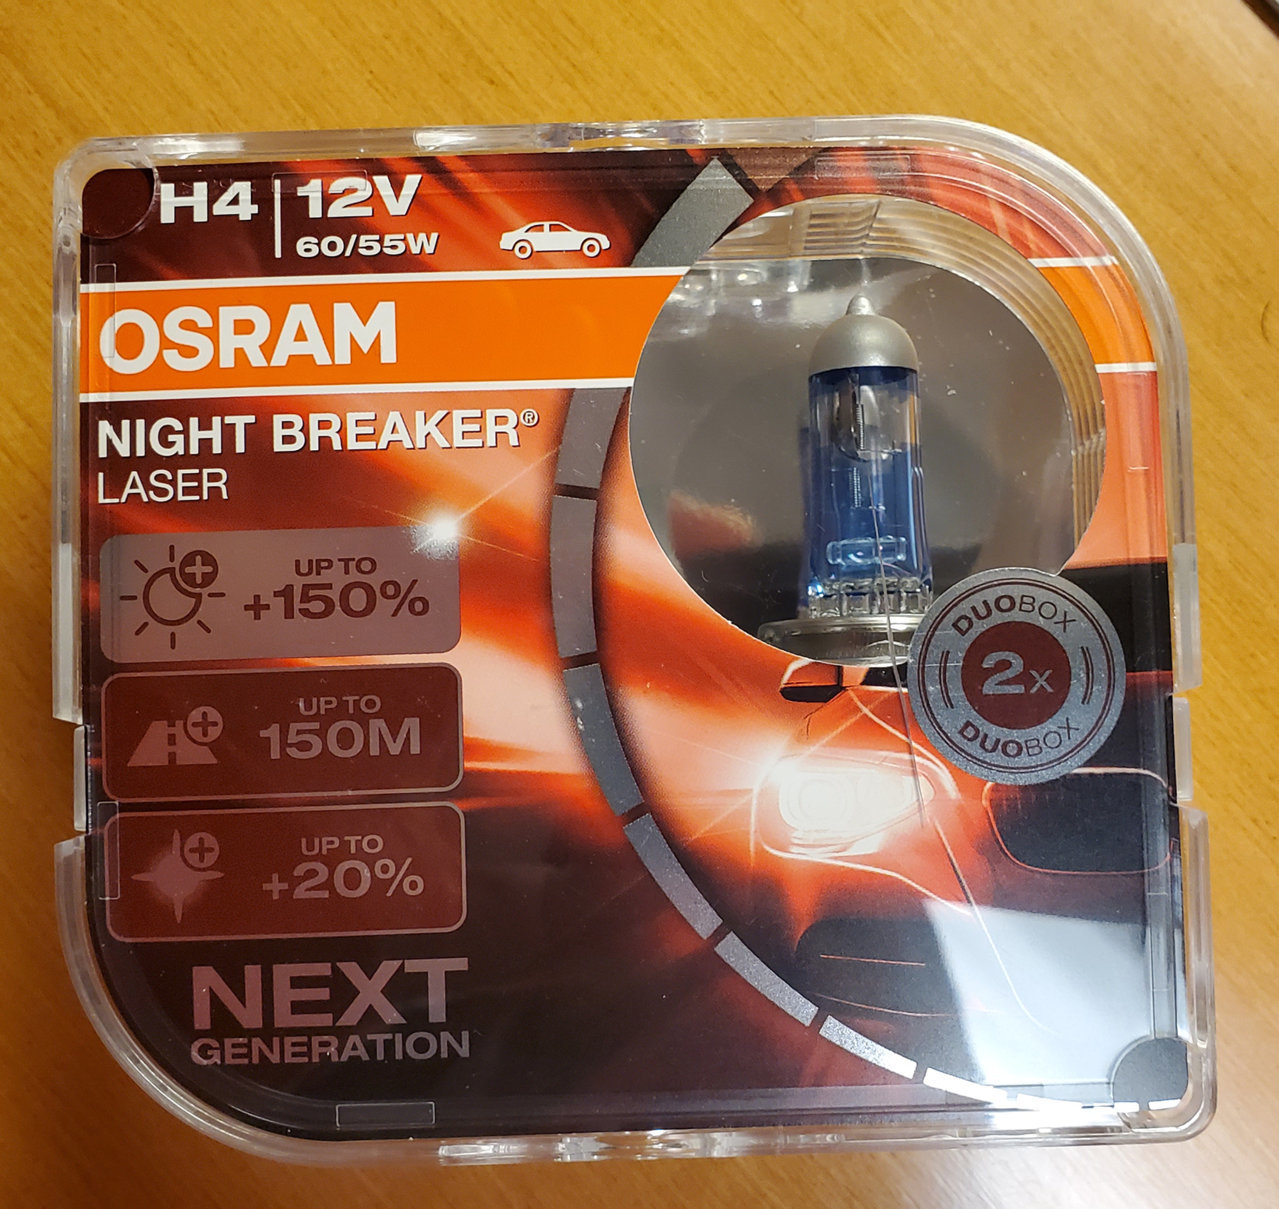 H4 12V
60/55W
OSRAM
NIGHT BREAKER®
LASER
UP TO
+150%
UP TO
150M
UP TO
+20%
NEXT
GENERATION
DUOBOX
2x
DUOBOX